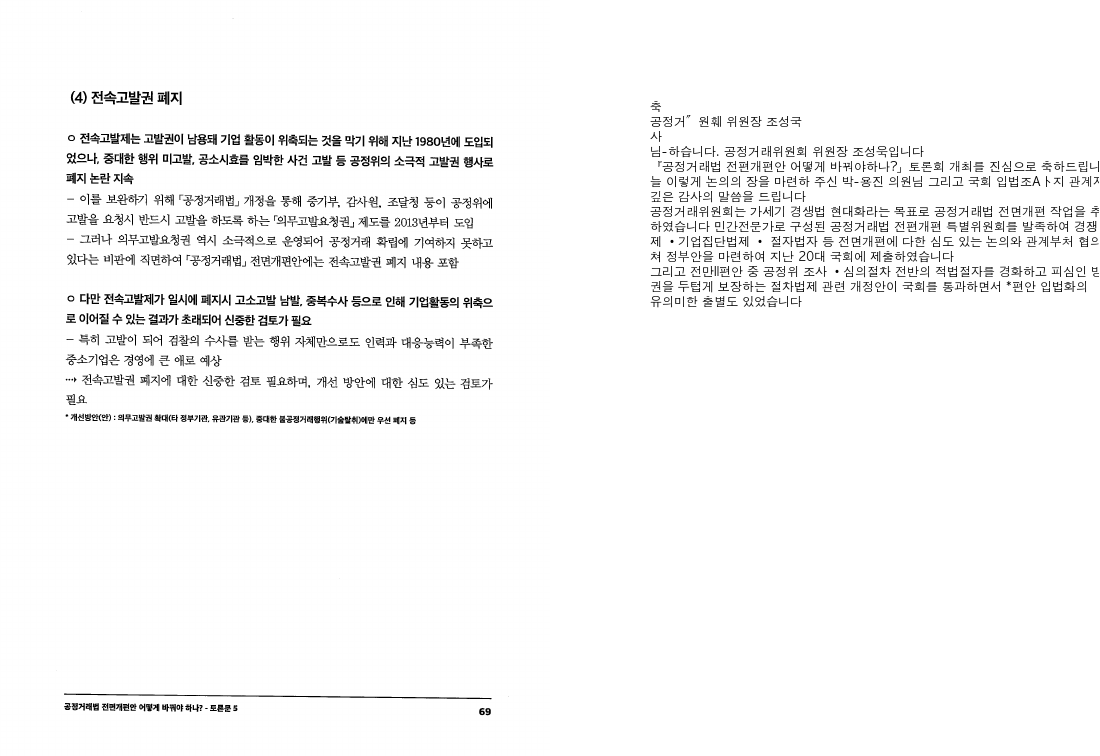 (4) 전속고발권 폐지
ㅇ 전속고발제는 고발권이 남용돼 기업 활동이 위축되는 것을 막기 위해 지난 1980년에 도입되
었으나, 중대한 행위 미고발, 공소시효를 임박한 사건 고발 등 공정위의 소극적 고발권 행사로
폐지 논란 지속
– 이를 보완하기 위해 「공정거래법」 개정을 통해 중기부, 감사원, 조달청 등이 공정위에
고발을 요청시 반드시 고발을 하도록 하는 「의무고발요청권」 제도를 2013년부터 도입
– 그러나 의무고발요청권 역시 소극적으로 운영되어 공정거래 확립에 기여하지 못하고
있다는 비판에 직면하여 「공정거래법」 전면개편안에는 전속고발권 폐지 내용 포함
ㅇ 다만 전속고발제가 일시에 폐지시 고소고발 남발, 중복수사 등으로 인해 기업활동의 위축으
로 이어질 수 있는 결과가 초래되어 신중한 검토가 필요
– 특히 고발이 되어 검찰의 수사를 받는 행위 자체만으로도 인력과 대응능력이 부족한
중소기업은 경영에 큰 애로 예상
⋯→ 전속고발권 폐지에 대한 신중한 검토 필요하며, 개선 방안에 대한 심도 있는 검토가
필요
* 개선방안(안) : 의무고발권 확대(타 정부기관, 유관기관 등), 중대한 불공정거래행위(기술탈취)에만 우선 폐지 등
공정거래법 전면개편안 어떻게 바꿔야 하나? - 토론문 5
69
축
공정거˝ 원훼 위원장 조성국
사
님-하습니다. 공정거래위원회 위원장 조성욱입니다
「공정거래법 전편개편안 어떻게 바꿔야하나?」 토론회 개최를 진심으로 축하드립니
늘 이렇게 논의의 장을 마련하 주신 박-용진 의원님 그리고 국회 입법조Aㅏ지 관계자
깊은 감사의 말씀을 드립니다
공정거래위원회는 가세기 경생법 현대화라는 목표로 공정거래법 전면개편 작업을 추
하였습니다 민간전문가로 구성된 공정거래법 전편개편 특별위원회를 발족하여 경쟁
제 •기업집단법제 • 절자법자 등 전면개편에 다한 심도 있는 논의와 관계부처 협의
쳐 정부안을 마련하여 지난 20대 국회에 제출하였습니다
그리고 전만Ⅱ편안 중 공정위 조사 •심의절차 전반의 적법절자를 경화하고 피심인 방
권을 두텁게 보장하는 절차법제 관련 개정안이 국회를 통과하면서 *편안 입법화의
유의미한 출별도 있었습니다